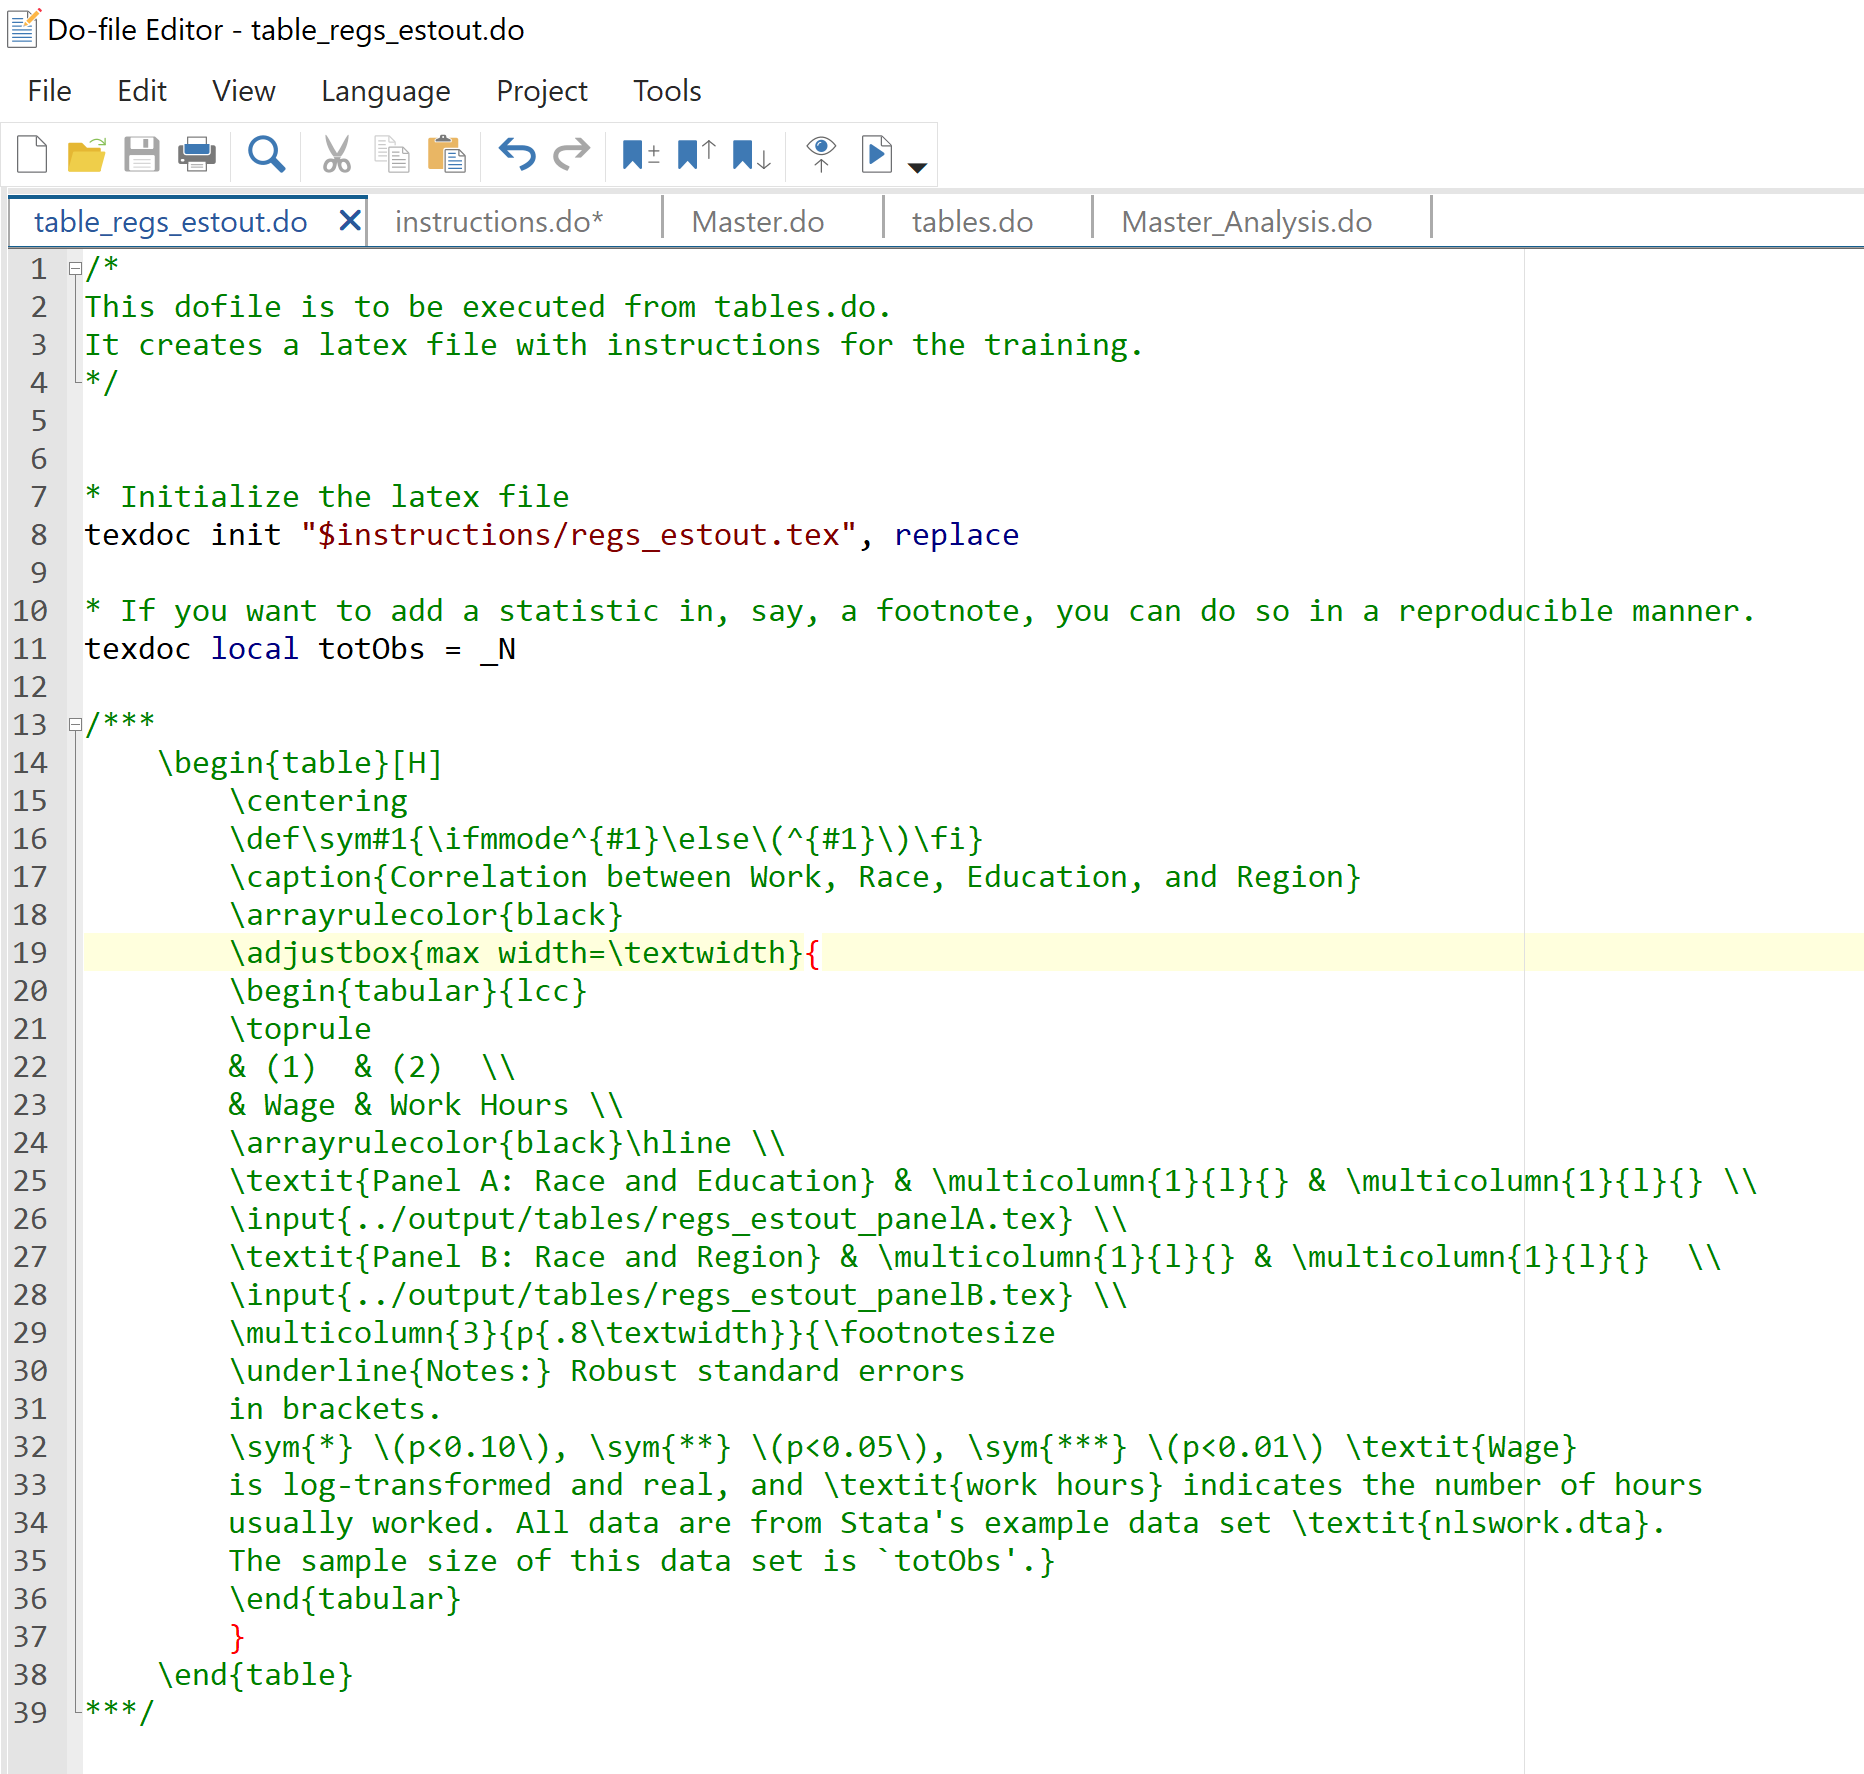 Do-file Editor - table_regs_estout.do
File Edit View Language Project Tools
table_regs_estout.do instructions.do* Master.do tables.do Master_Analysis.do
1 /*
2 This dofile is to be executed from tables.do.
3 It creates a latex file with instructions for the training.
4 */
5
6
7 * Initialize the latex file
8 texdoc init "$instructions/regs_estout.tex", replace
9
10 * If you want to add a statistic in, say, a footnote, you can do so in a reproducible manner.
11 texdoc local totObs = _N
12
13 /***
14 \begin{table}[H]
15 \centering
16 \def\sym#1{\ifmmode^{#1}\else\(^{#1}\)\fi}
17 \caption{Correlation between Work, Race, Education, and Region}
18 \arrayrulecolor{black}
19 \adjustbox{max width=\textwidth}{
20 \begin{tabular}{lcc}
21 \toprule
22 & (1)  & (2)  \\
23 & Wage & Work Hours \\
24 \arrayrulecolor{black}\hline \\
25 \textit{Panel A: Race and Education} & \multicolumn{1}{l}{} & \multicolumn{1}{l}{} \\
26 \input{../output/tables/regs_estout_panelA.tex} \\
27 \textit{Panel B: Race and Region} & \multicolumn{1}{l}{} & \multicolumn{1}{l}{}  \\
28 \input{../output/tables/regs_estout_panelB.tex} \\
29 \multicolumn{3}{p{.8\textwidth}}{\footnotesize
30 \underline{Notes:} Robust standard errors
31 in brackets.
32 \sym{*} \(p<0.10\), \sym{**} \(p<0.05\), \sym{***} \(p<0.01\) \textit{Wage}
33 is log-transformed and real, and \textit{work hours} indicates the number of hours
34 usually worked. All data are from Stata's example data set \textit{nlswork.dta}.
35 The sample size of this data set is `totObs'.}
36 \end{tabular}
37 }
38 \end{table}
39 ***/